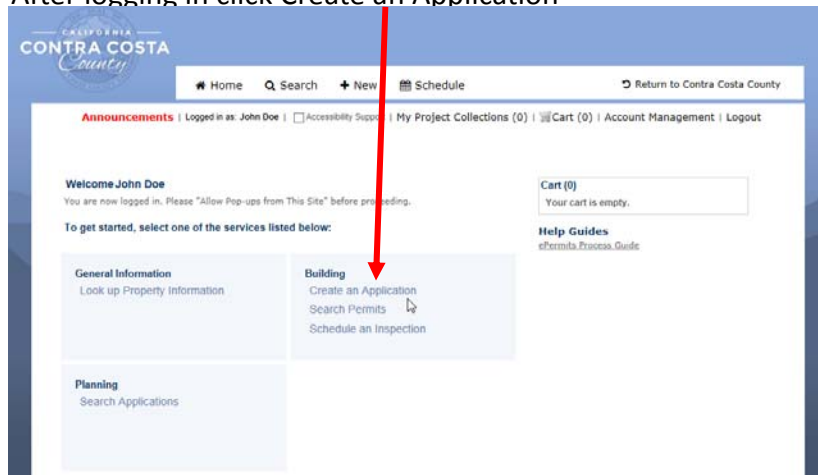 After logging in click Create an Application
CALIFORNIA
CONTRA COSTA
County
Home Search + New Schedule Return to Contra Costa County
Announcements | Logged in as: John Doe | Accessibility Support | My Project Collections (0) | Cart (0) | Account Management | Logout
Welcome John Doe
You are now logged in. Please "Allow Pop-ups from This Site" before proceeding.
To get started, select one of the services listed below:
Cart (0)
Your cart is empty.
Help Guides
ePermits Process Guide
General Information
Look up Property Information
Building
Create an Application
Search Permits
Schedule an Inspection
Planning
Search Applications